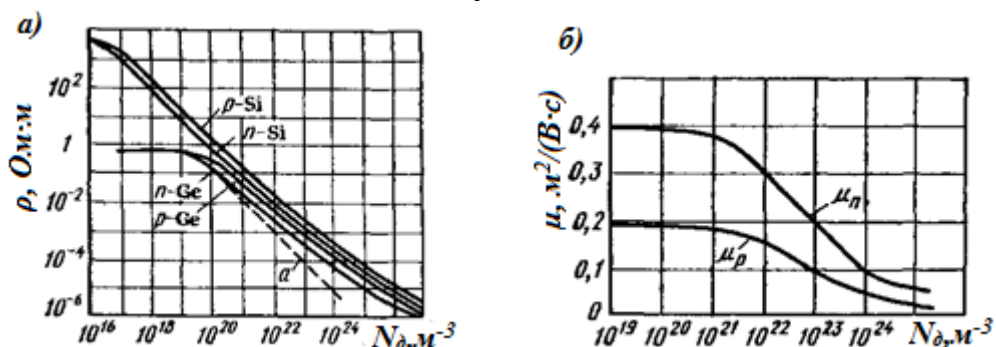 а)
ρ, Ом·м
10²
1
10⁻²
10⁻⁴
10⁻⁶
p-Si
n-Si
n-Ge
p-Ge
a
10¹⁶ 10¹⁸ 10²⁰ 10²² 10²⁴ Nд, м⁻³
б)
μ, м²/(В·с)
0,4
0,3
0,2
0,1
0
μn
μp
10¹⁹ 10²⁰ 10²¹ 10²² 10²³ 10²⁴ Nд, м⁻³